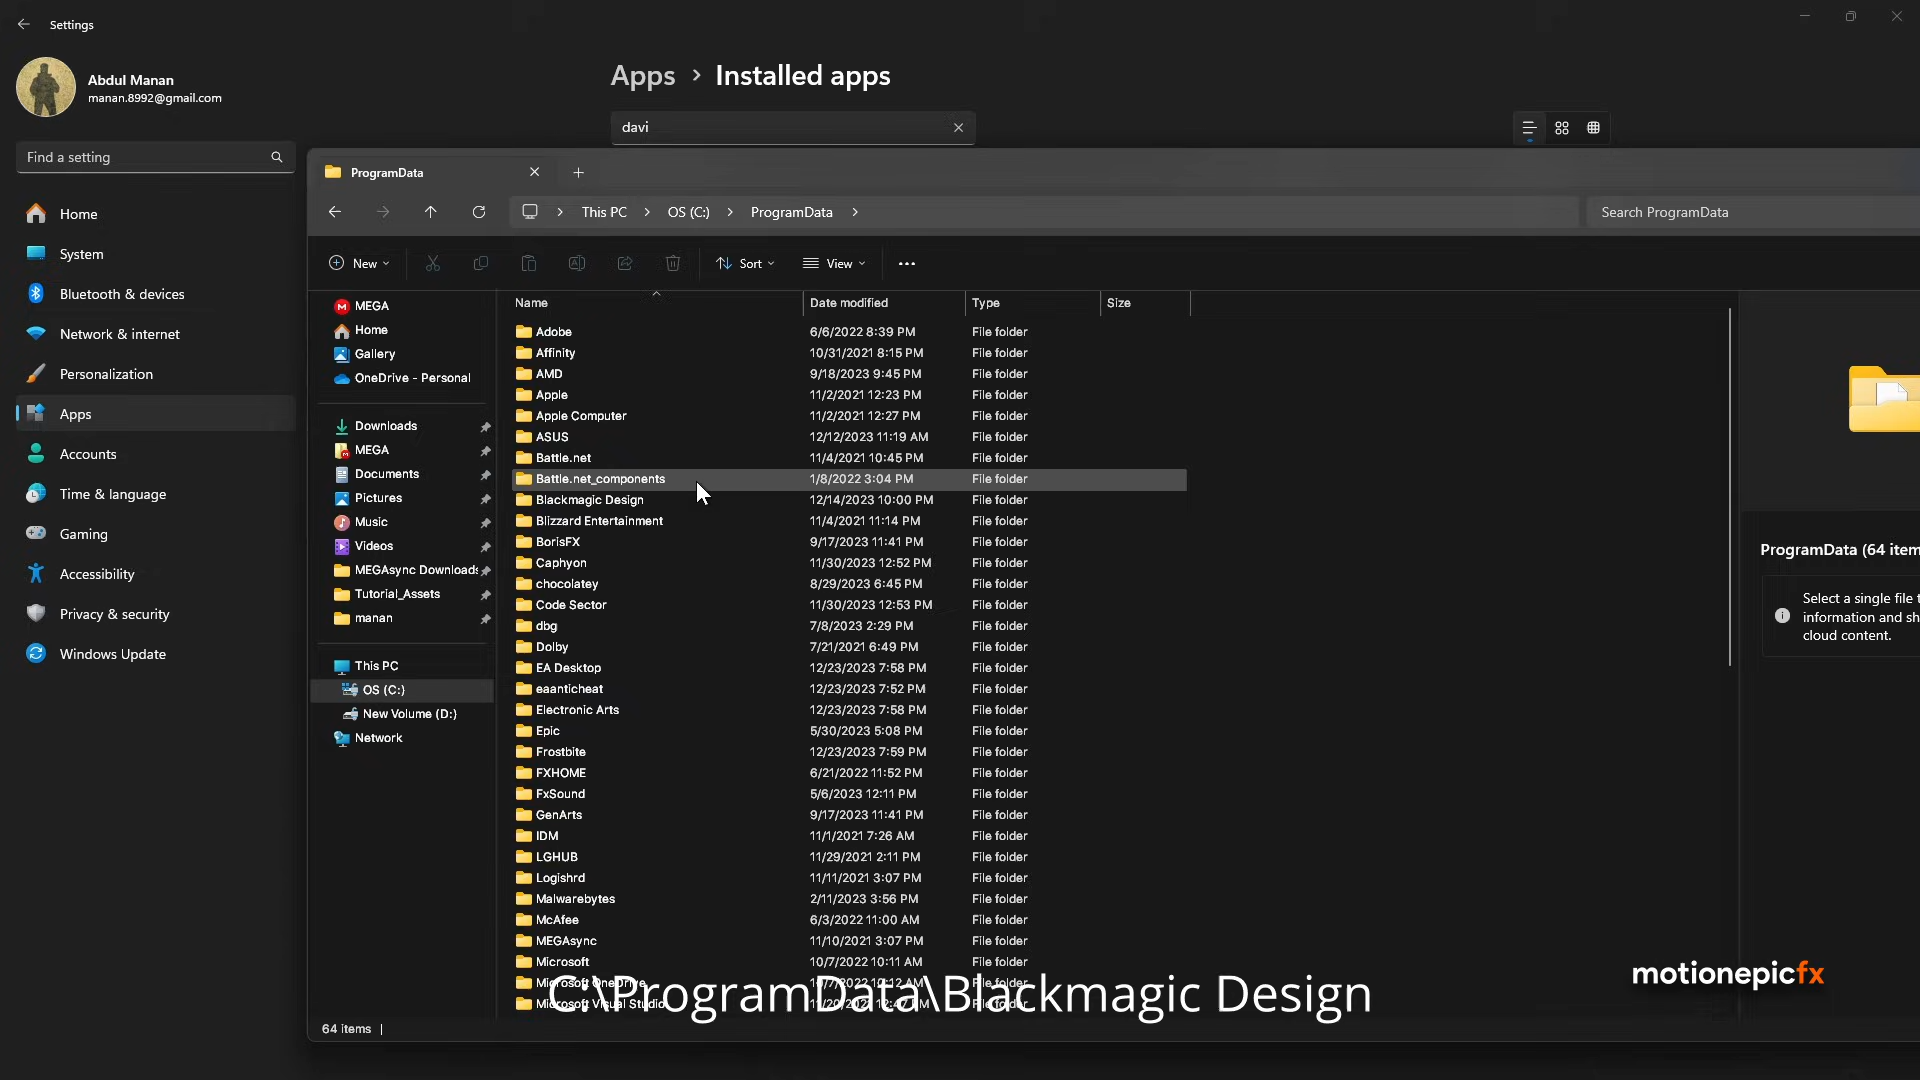 Settings
Abdul Manan
manan.8992@gmail.com
Find a setting
Home
System
Bluetooth & devices
Network & internet
Personalization
Apps
Accounts
Time & language
Gaming
Accessibility
Privacy & security
Windows Update
Apps > Installed apps
davi
ProgramData
This PC > OS (C:) > ProgramData >
Search ProgramData
New
Sort
View
MEGA
Home
Gallery
OneDrive - Personal
Downloads
MEGA
Documents
Pictures
Music
Videos
MEGAsync Downloads
Tutorial_Assets
manan
This PC
OS (C:)
New Volume (D:)
Network
Name Date modified Type Size
Adobe 6/6/2022 8:39 PM File folder
Affinity 10/31/2021 8:15 PM File folder
AMD 9/18/2023 9:45 PM File folder
Apple 11/2/2021 12:23 PM File folder
Apple Computer 11/2/2021 12:27 PM File folder
ASUS 12/12/2023 11:19 AM File folder
Battle.net 11/4/2021 10:45 PM File folder
Battle.net_components 1/8/2022 3:04 PM File folder
Blackmagic Design 12/14/2023 10:00 PM File folder
Blizzard Entertainment 11/4/2021 11:14 PM File folder
BorisFX 9/17/2023 11:41 PM File folder
Caphyon 11/30/2023 12:52 PM File folder
chocolatey 8/29/2023 6:45 PM File folder
Code Sector 11/30/2023 12:53 PM File folder
dbg 7/8/2023 2:29 PM File folder
Dolby 7/21/2021 6:49 PM File folder
EA Desktop 12/23/2023 7:58 PM File folder
eaanticheat 12/23/2023 7:52 PM File folder
Electronic Arts 12/23/2023 7:58 PM File folder
Epic 5/30/2023 5:08 PM File folder
Frostbite 12/23/2023 7:59 PM File folder
FXHOME 6/21/2022 11:52 PM File folder
FxSound 5/6/2023 12:11 PM File folder
GenArts 9/17/2023 11:41 PM File folder
IDM 11/1/2021 7:26 AM File folder
LGHUB 11/29/2021 2:11 PM File folder
Logishrd 11/11/2021 3:07 PM File folder
Malwarebytes 2/11/2023 3:56 PM File folder
McAfee 6/3/2022 11:00 AM File folder
MEGAsync 11/10/2021 3:07 PM File folder
Microsoft 10/7/2022 10:11 AM File folder
Microsoft OneDrive File folder
Microsoft Visual Studio File folder
64 items
ProgramData (64 item
Select a single file t
information and sh
cloud content.
C:\ProgramData\Blackmagic Design
motionepicfx